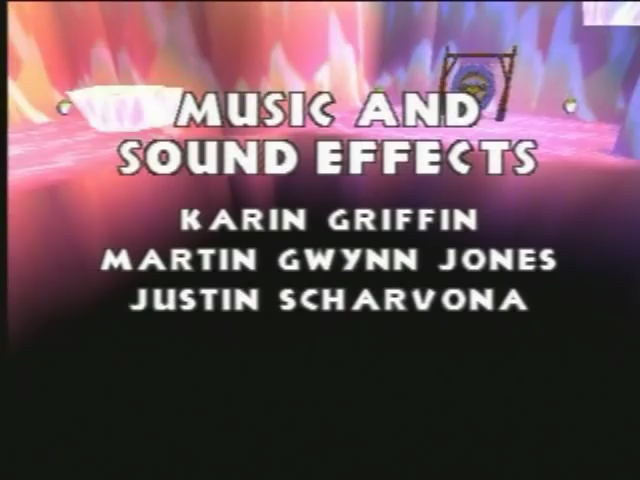 MUSIC AND
SOUND EFFECTS
KARIN GRIFFIN
MARTIN GWYNN JONES
JUSTIN SCHARVONA